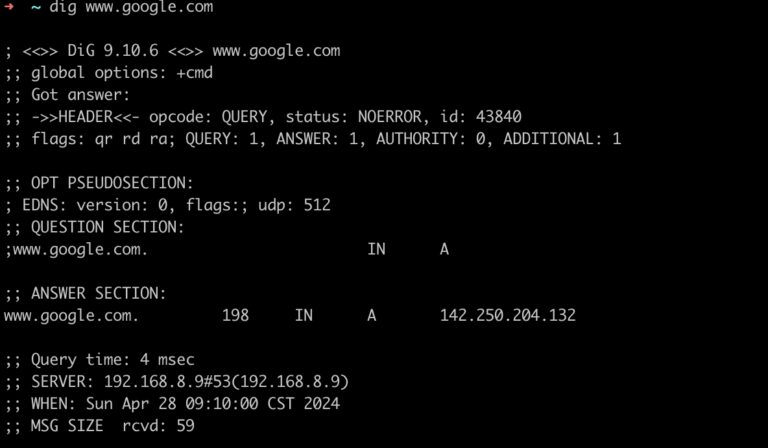 ➜  ~ dig www.google.com

; <<>> DiG 9.10.6 <<>> www.google.com
;; global options: +cmd
;; Got answer:
;; ->>HEADER<<- opcode: QUERY, status: NOERROR, id: 43840
;; flags: qr rd ra; QUERY: 1, ANSWER: 1, AUTHORITY: 0, ADDITIONAL: 1

;; OPT PSEUDOSECTION:
; EDNS: version: 0, flags:; udp: 512
;; QUESTION SECTION:
;www.google.com.			IN	A

;; ANSWER SECTION:
www.google.com.		198	IN	A	142.250.204.132

;; Query time: 4 msec
;; SERVER: 192.168.8.9#53(192.168.8.9)
;; WHEN: Sun Apr 28 09:10:00 CST 2024
;; MSG SIZE  rcvd: 59